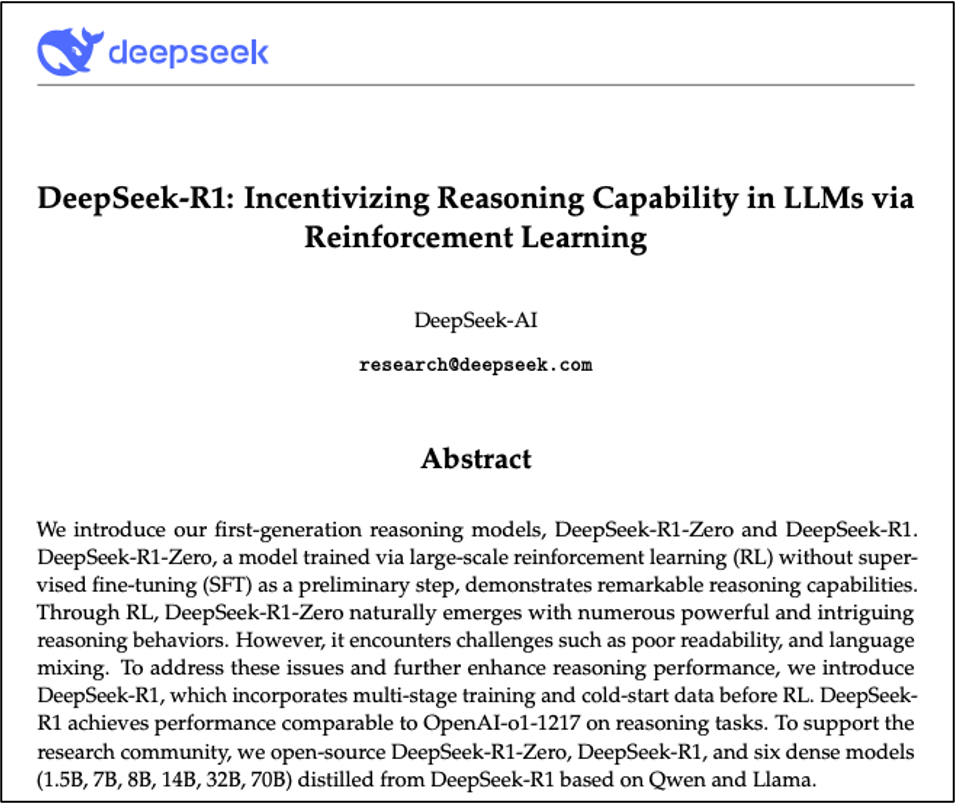 deepseek
DeepSeek-R1: Incentivizing Reasoning Capability in LLMs via
Reinforcement Learning
DeepSeek-AI
research@deepseek.com
Abstract
We introduce our first-generation reasoning models, DeepSeek-R1-Zero and DeepSeek-R1.
DeepSeek-R1-Zero, a model trained via large-scale reinforcement learning (RL) without super-
vised fine-tuning (SFT) as a preliminary step, demonstrates remarkable reasoning capabilities.
Through RL, DeepSeek-R1-Zero naturally emerges with numerous powerful and intriguing
reasoning behaviors. However, it encounters challenges such as poor readability, and language
mixing. To address these issues and further enhance reasoning performance, we introduce
DeepSeek-R1, which incorporates multi-stage training and cold-start data before RL. DeepSeek-
R1 achieves performance comparable to OpenAI-o1-1217 on reasoning tasks. To support the
research community, we open-source DeepSeek-R1-Zero, DeepSeek-R1, and six dense models
(1.5B, 7B, 8B, 14B, 32B, 70B) distilled from DeepSeek-R1 based on Qwen and Llama.